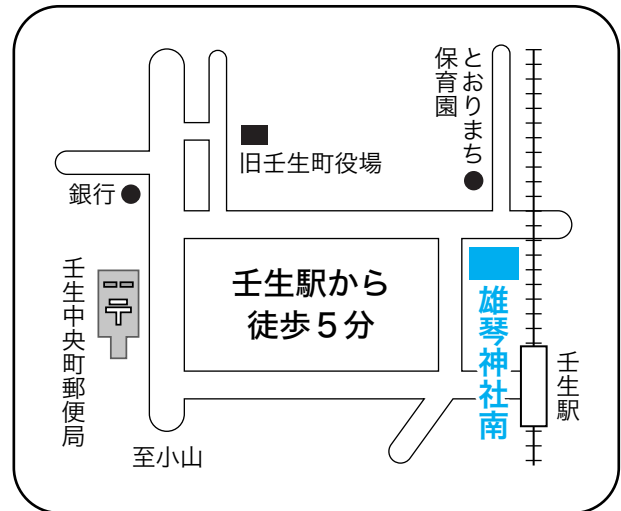 とおりまち
保育園
旧壬生町役場
銀行
壬生駅から
徒歩５分
壬生中央町郵便局
雄琴神社南
壬生駅
至小山